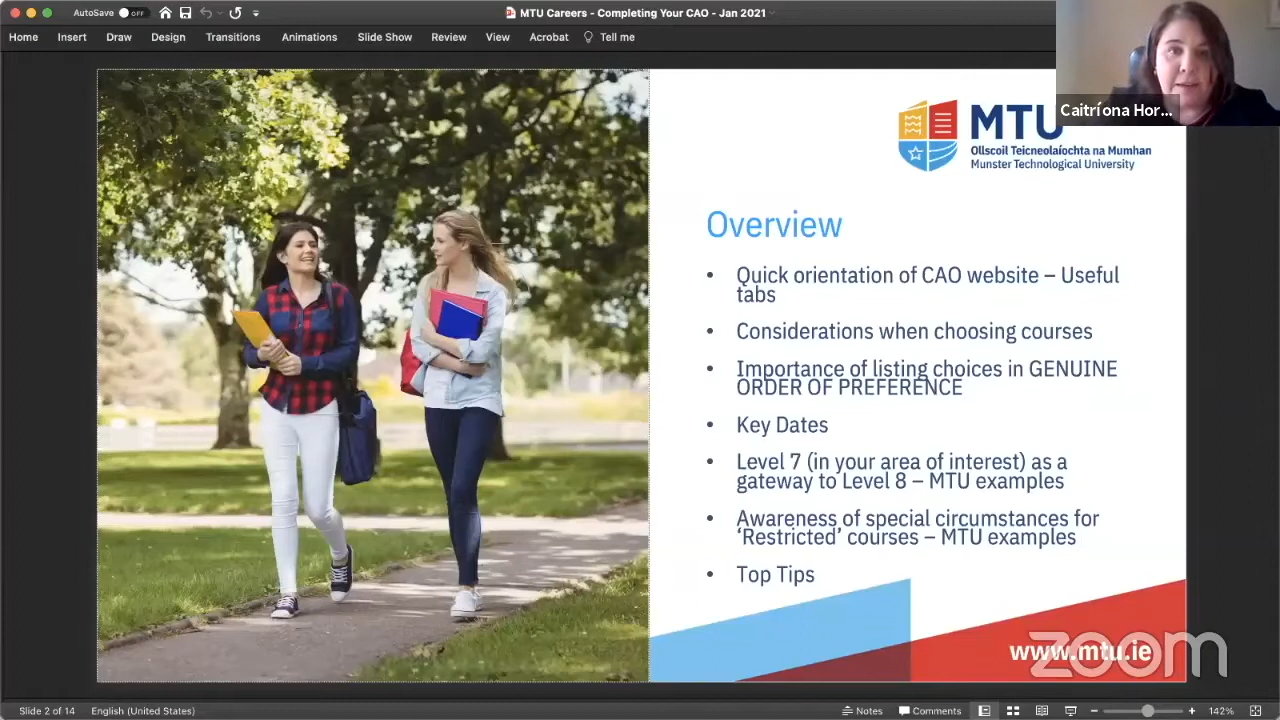 AutoSave OFF
MTU Careers - Completing Your CAO - Jan 2021
Home Insert Draw Design Transitions Animations Slide Show Review View Acrobat Tell me
Caitríona Hor...
MTU
Ollscoil Teicneolaíochta na Mumhan
Munster Technological University
Overview
• Quick orientation of CAO website – Useful
tabs
• Considerations when choosing courses
• Importance of listing choices in GENUINE
ORDER OF PREFERENCE
• Key Dates
• Level 7 (in your area of interest) as a
gateway to Level 8 – MTU examples
• Awareness of special circumstances for
‘Restricted’ courses – MTU examples
• Top Tips
www.mtu.ie
zoom
Slide 2 of 14 English (United States) Notes Comments 142%